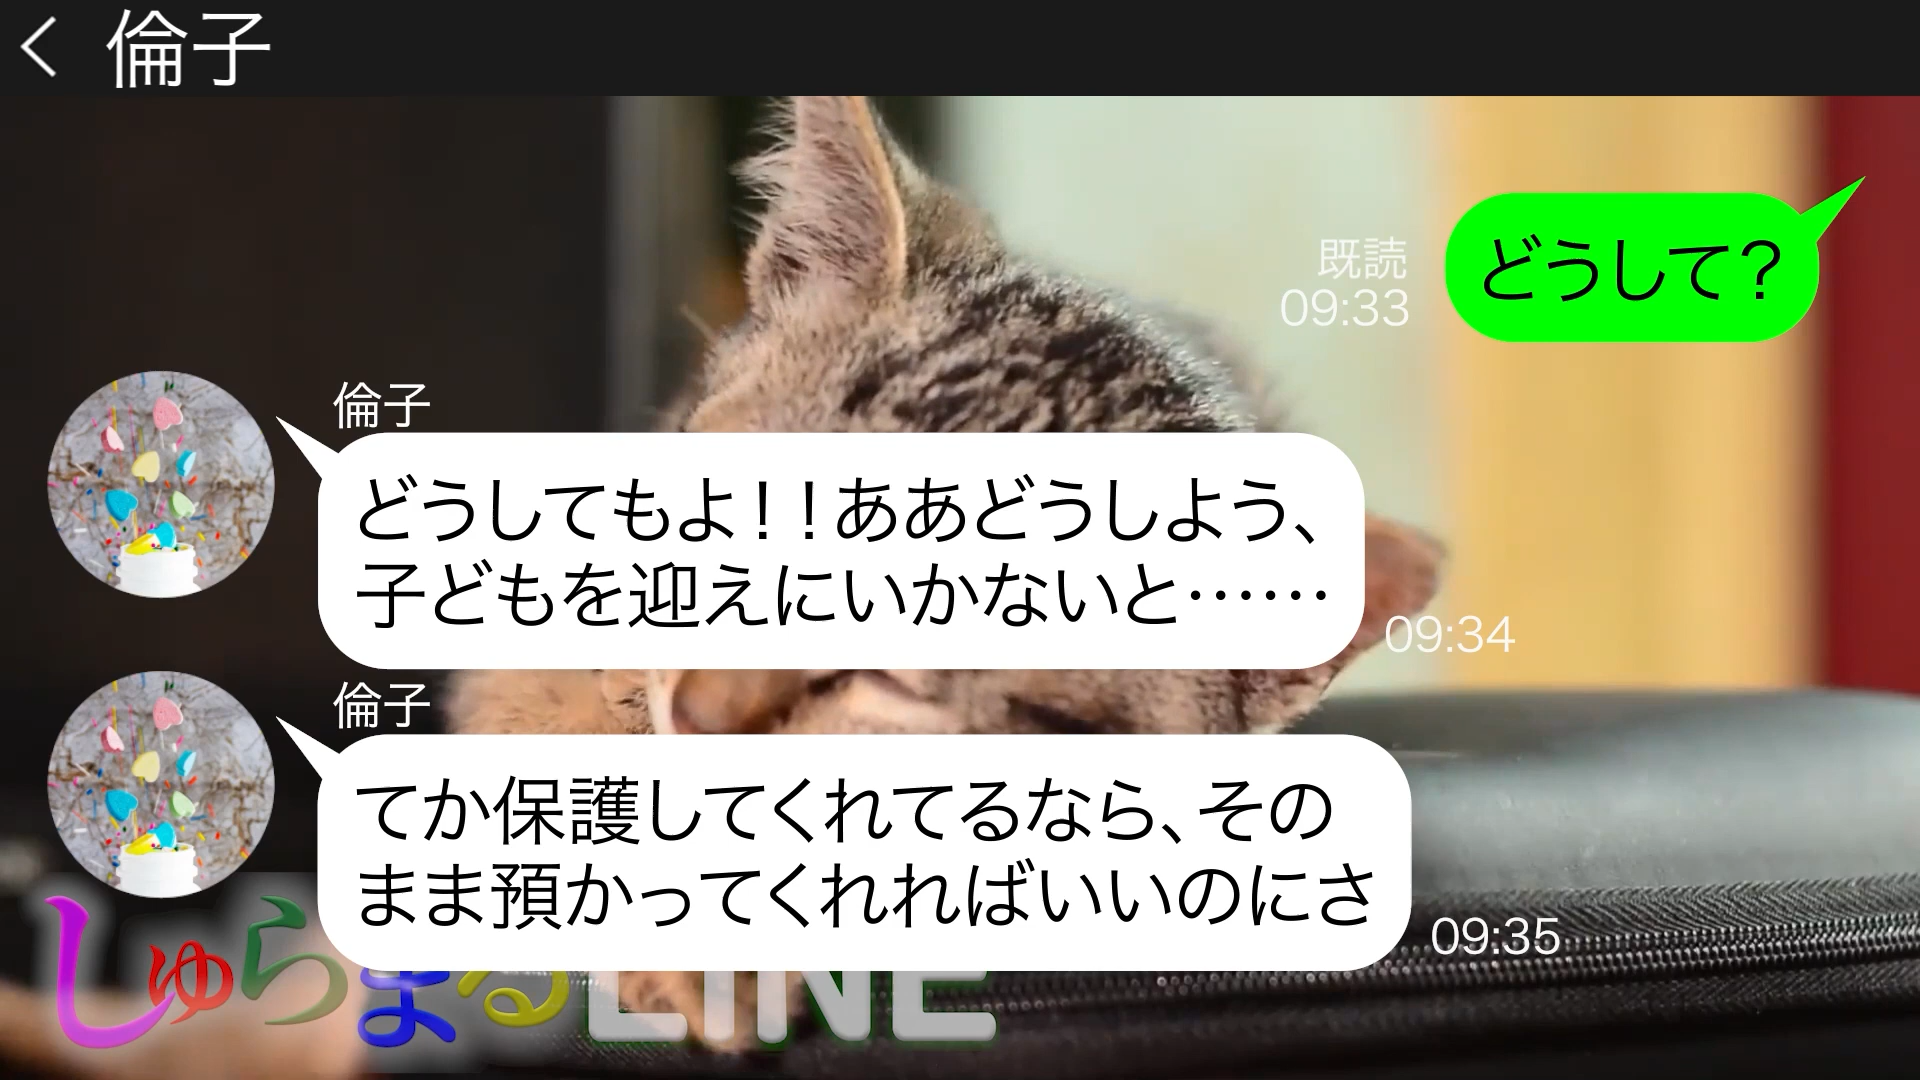 倫子
どうして？
既読
09:33
倫子
どうしてもよ！！ああどうしよう、
子どもを迎えにいかないと……
09:34
倫子
てか保護してくれてるなら、その
まま預かってくれればいいのにさ
09:35
しゅらまるLINE